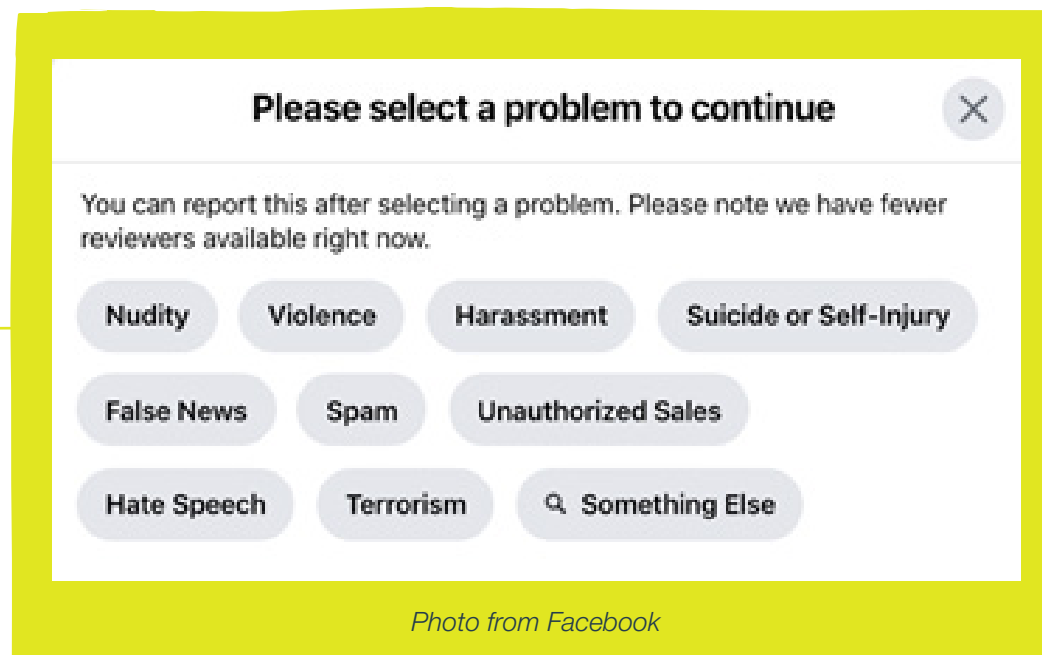 Please select a problem to continue
You can report this after selecting a problem. Please note we have fewer
reviewers available right now.
Nudity Violence Harassment Suicide or Self-Injury
False News Spam Unauthorized Sales
Hate Speech Terrorism Something Else
Photo from Facebook